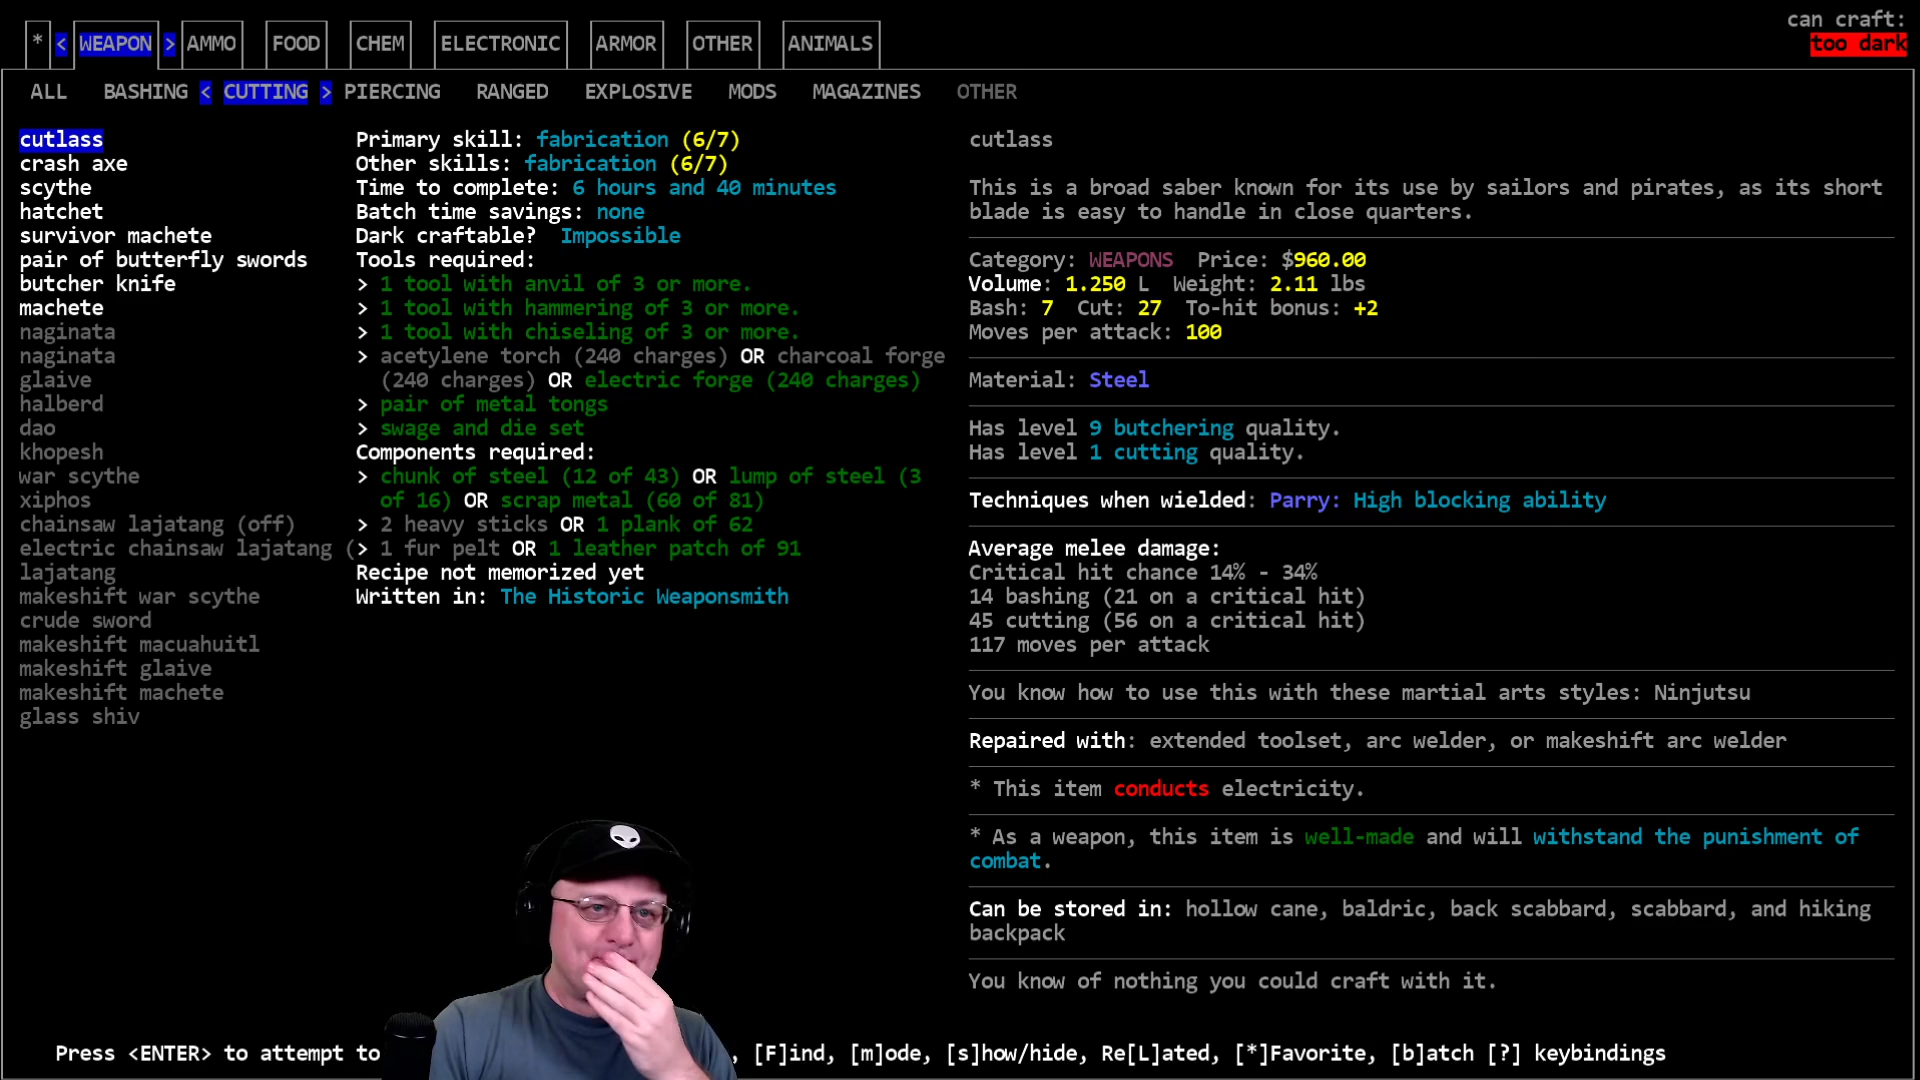 can craft:
* < WEAPON > AMMO FOOD CHEM ELECTRONIC ARMOR OTHER ANIMALS
too dark
ALL BASHING < CUTTING > PIERCING RANGED EXPLOSIVE MODS MAGAZINES OTHER
cutlass
crash axe
scythe
hatchet
survivor machete
pair of butterfly swords
butcher knife
machete
naginata
naginata
glaive
halberd
dao
khopesh
war scythe
xiphos
chainsaw lajatang (off)
electric chainsaw lajatang (
lajatang
makeshift war scythe
crude sword
makeshift macuahuitl
makeshift glaive
makeshift machete
glass shiv
Primary skill: fabrication (6/7)
Other skills: fabrication (6/7)
Time to complete: 6 hours and 40 minutes
Batch time savings: none
Dark craftable? Impossible
Tools required:
> 1 tool with anvil of 3 or more.
> 1 tool with hammering of 3 or more.
> 1 tool with chiseling of 3 or more.
> acetylene torch (240 charges) OR charcoal forge
(240 charges) OR electric forge (240 charges)
> pair of metal tongs
> swage and die set
Components required:
> chunk of steel (12 of 43) OR lump of steel (3
of 16) OR scrap metal (60 of 81)
> 2 heavy sticks OR 1 plank of 62
> 1 fur pelt OR 1 leather patch of 91
Recipe not memorized yet
Written in: The Historic Weaponsmith
cutlass
This is a broad saber known for its use by sailors and pirates, as its short
blade is easy to handle in close quarters.
Category: WEAPONS Price: $960.00
Volume: 1.250 L Weight: 2.11 lbs
Bash: 7 Cut: 27 To-hit bonus: +2
Moves per attack: 100
Material: Steel
Has level 9 butchering quality.
Has level 1 cutting quality.
Techniques when wielded: Parry: High blocking ability
Average melee damage:
Critical hit chance 14% - 34%
14 bashing (21 on a critical hit)
45 cutting (56 on a critical hit)
117 moves per attack
You know how to use this with these martial arts styles: Ninjutsu
Repaired with: extended toolset, arc welder, or makeshift arc welder
* This item conducts electricity.
* As a weapon, this item is well-made and will withstand the punishment of
combat.
Can be stored in: hollow cane, baldric, back scabbard, scabbard, and hiking
backpack
You know of nothing you could craft with it.
Press <ENTER> to attempt to , [F]ind, [m]ode, [s]how/hide, Re[L]ated, [*]Favorite, [b]atch [?] keybindings